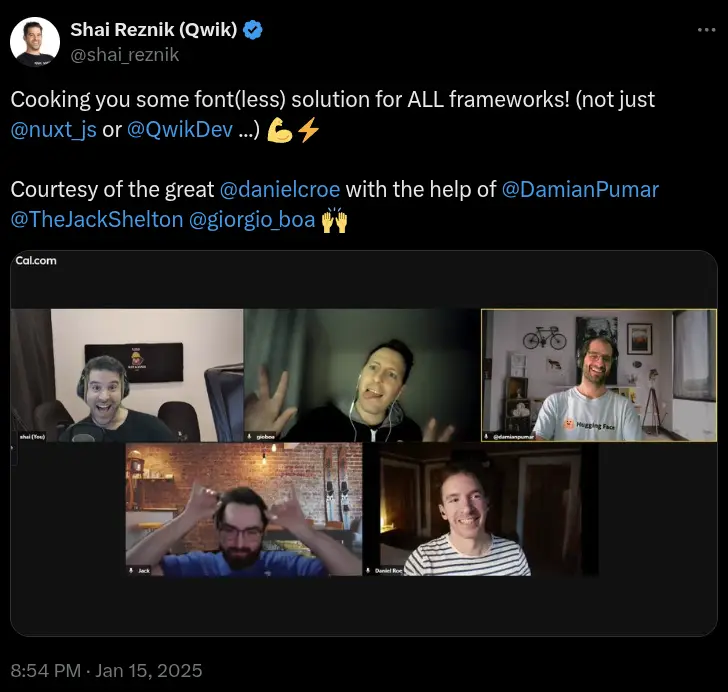 Shai Reznik (Qwik)
@shai_reznik
Cooking you some font(less) solution for ALL frameworks! (not just
@nuxt_js or @QwikDev ...) 💪⚡
Courtesy of the great @danielcroe with the help of @DamianPumar
@TheJackShelton @giorgio_boa 🙌
Cal.com
shai (You)
gioboa
Hugging Face
@damianpumar
Jack
Daniel Roe
8:54 PM · Jan 15, 2025